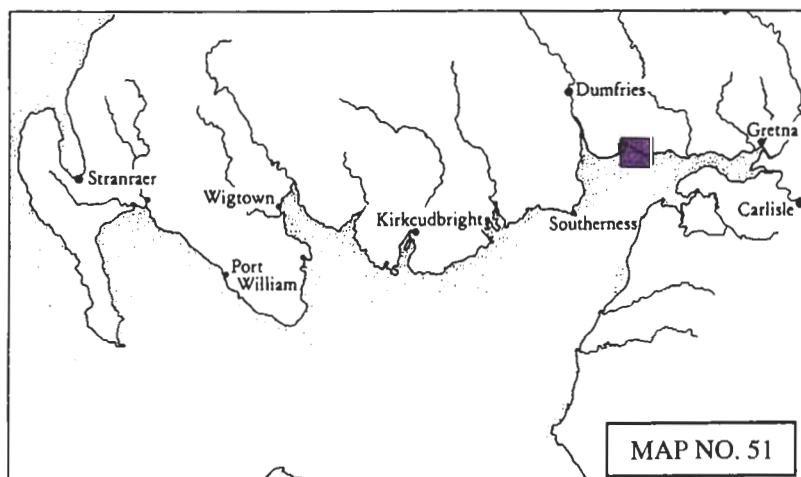 Dumfries
Gretna
Stranraer
Wigtown
Kirkcudbright
Southerness
Carlisle
Port
William
MAP NO. 51